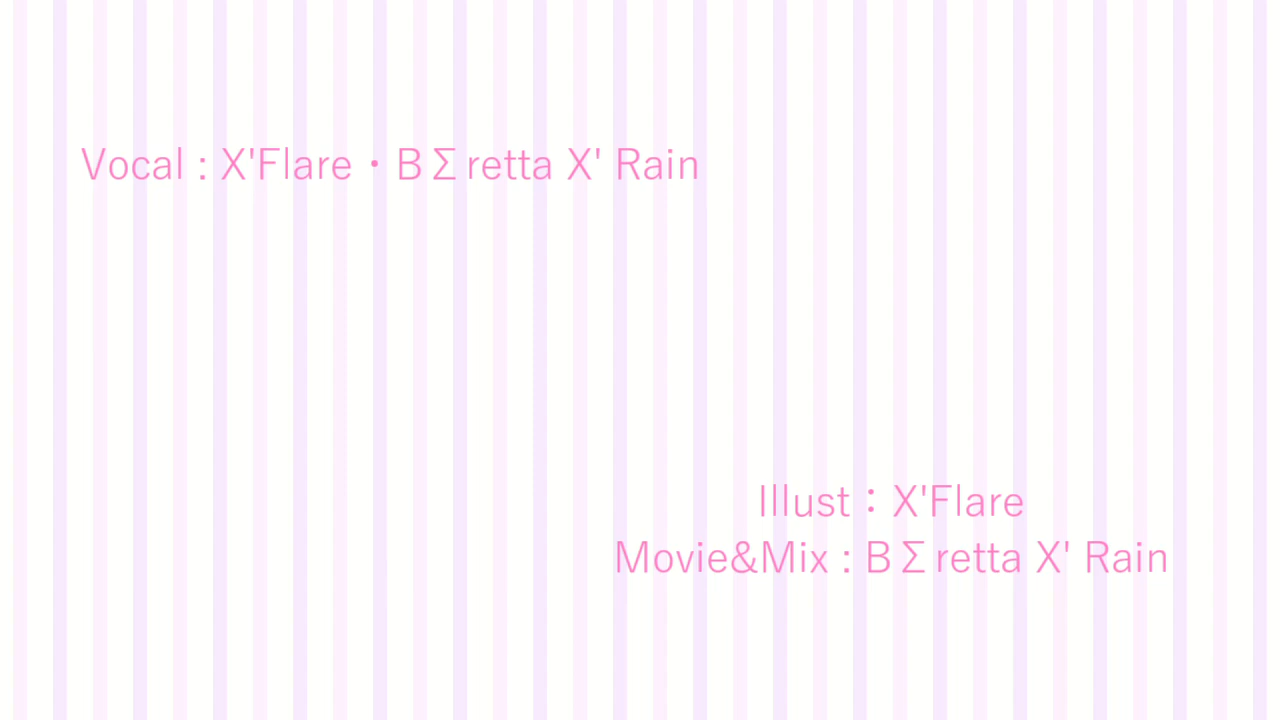 Vocal : X'Flare・BΣretta X' Rain
Illust：X'Flare
Movie&Mix : BΣretta X' Rain